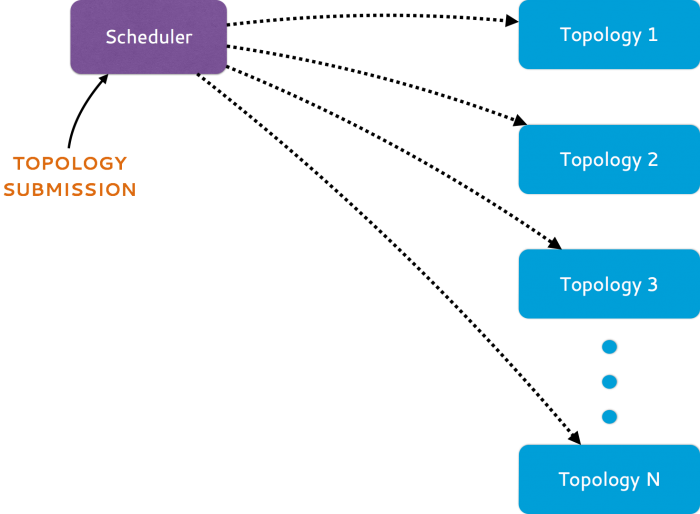 Scheduler
TOPOLOGY
SUBMISSION
Topology 1
Topology 2
Topology 3
Topology N